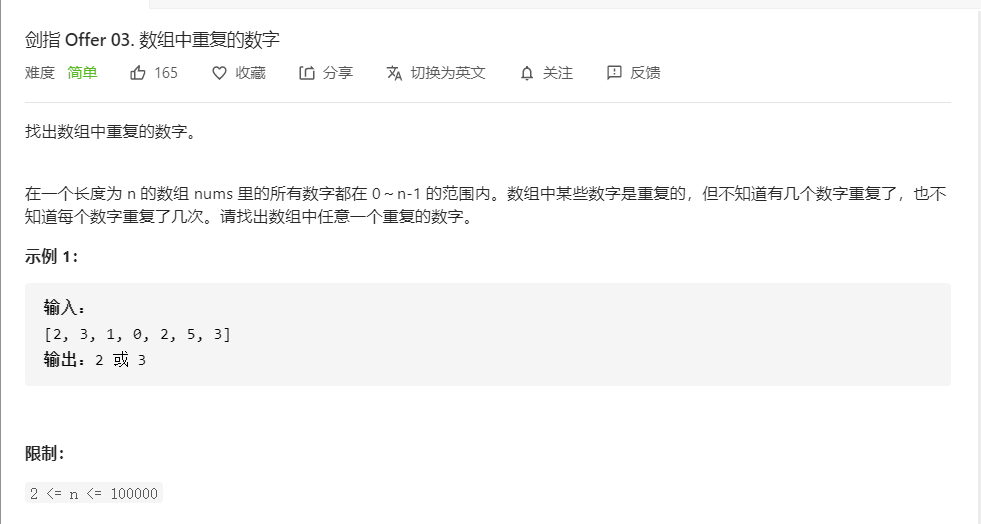 剑指 Offer 03. 数组中重复的数字
难度 简单 165 收藏 分享 切换为英文 关注 反馈
找出数组中重复的数字。
在一个长度为 n 的数组 nums 里的所有数字都在 0～n-1 的范围内。数组中某些数字是重复的，但不知道有几个数字重复了，也不
知道每个数字重复了几次。请找出数组中任意一个重复的数字。
示例 1：
输入：
[2, 3, 1, 0, 2, 5, 3]
输出：2 或 3
限制：
2 <= n <= 100000